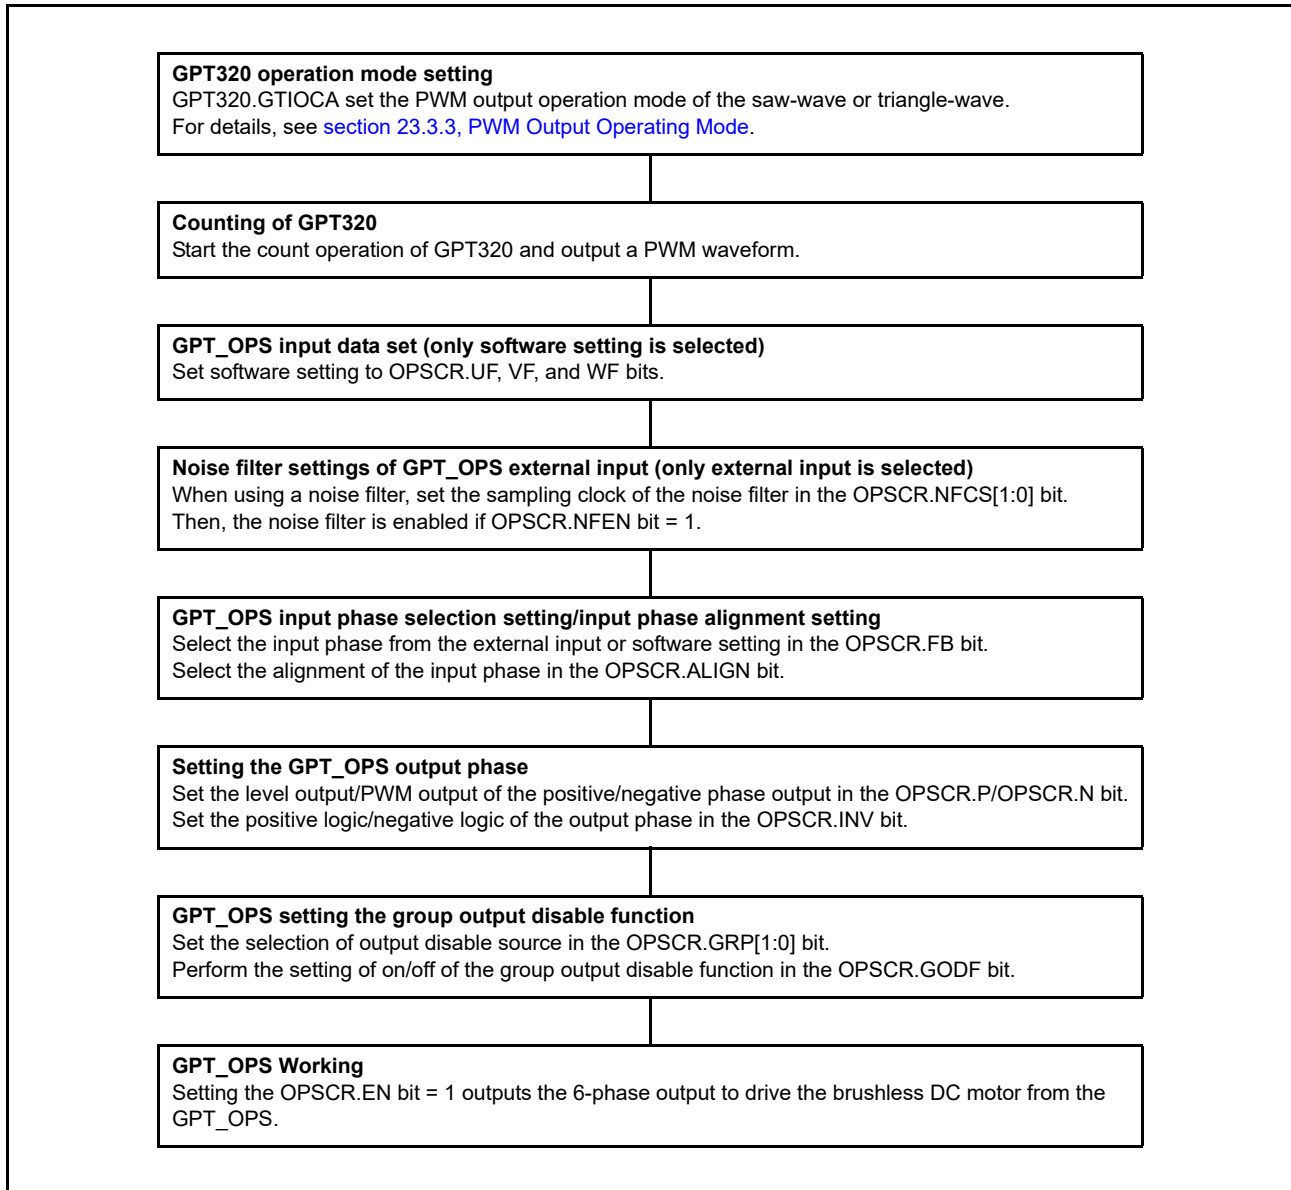 GPT320 operation mode setting
GPT320.GTIOCA set the PWM output operation mode of the saw-wave or triangle-wave.
For details, see section 23.3.3, PWM Output Operating Mode.
Counting of GPT320
Start the count operation of GPT320 and output a PWM waveform.
GPT_OPS input data set (only software setting is selected)
Set software setting to OPSCR.UF, VF, and WF bits.
Noise filter settings of GPT_OPS external input (only external input is selected)
When using a noise filter, set the sampling clock of the noise filter in the OPSCR.NFCS[1:0] bit.
Then, the noise filter is enabled if OPSCR.NFEN bit = 1.
GPT_OPS input phase selection setting/input phase alignment setting
Select the input phase from the external input or software setting in the OPSCR.FB bit.
Select the alignment of the input phase in the OPSCR.ALIGN bit.
Setting the GPT_OPS output phase
Set the level output/PWM output of the positive/negative phase output in the OPSCR.P/OPSCR.N bit.
Set the positive logic/negative logic of the output phase in the OPSCR.INV bit.
GPT_OPS setting the group output disable function
Set the selection of output disable source in the OPSCR.GRP[1:0] bit.
Perform the setting of on/off of the group output disable function in the OPSCR.GODF bit.
GPT_OPS Working
Setting the OPSCR.EN bit = 1 outputs the 6-phase output to drive the brushless DC motor from the
GPT_OPS.